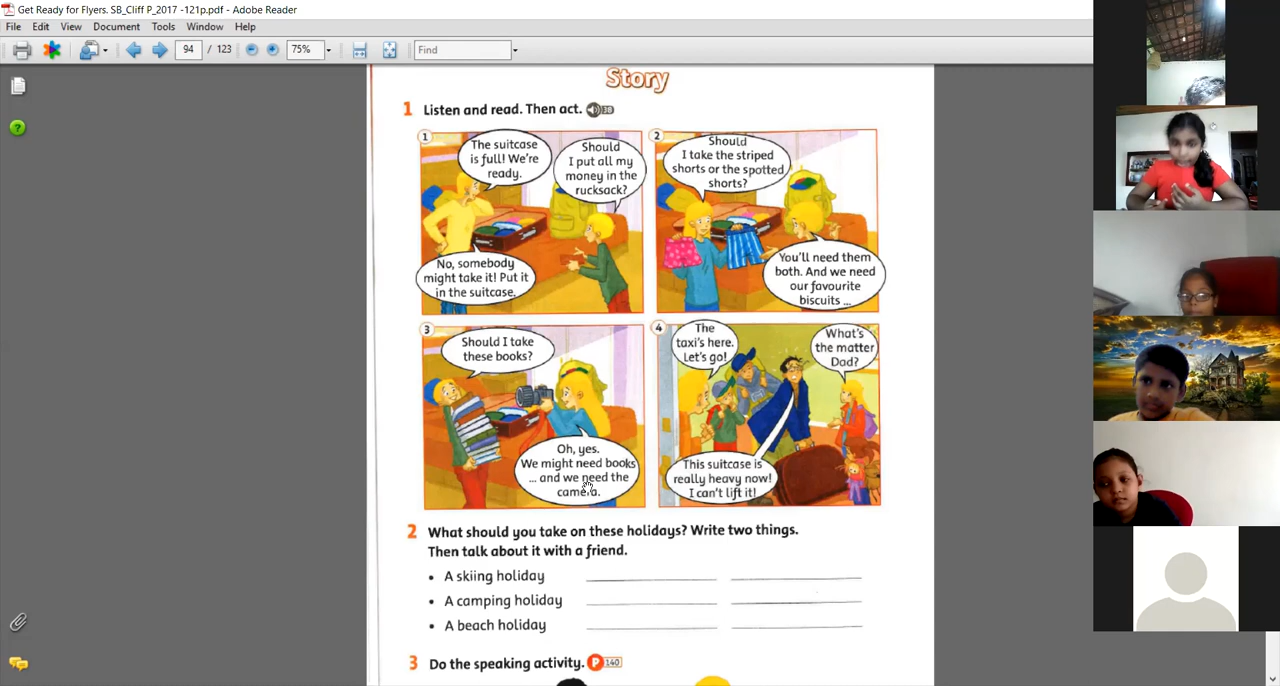 Get Ready for Flyers. SB_Cliff P_2017 -121p.pdf - Adobe Reader
File Edit View Document Tools Window Help
94 / 123 75% Find
Story
1 Listen and read. Then act. 38
1
The suitcase
is full! We're
ready.
Should
I put all my
money in the
rucksack?
No, somebody
might take it! Put it
in the suitcase.
2
Should
I take the striped
shorts or the spotted
shorts?
You'll need them
both. And we need
our favourite
biscuits ...
3
Should I take
these books?
Oh, yes.
We might need books
... and we need the
camera.
4
The
taxi's here.
Let's go!
What's
the matter
Dad?
This suitcase is
really heavy now!
I can't lift it!
2 What should you take on these holidays? Write two things.
Then talk about it with a friend.
• A skiing holiday
• A camping holiday
• A beach holiday
3 Do the speaking activity. P 140